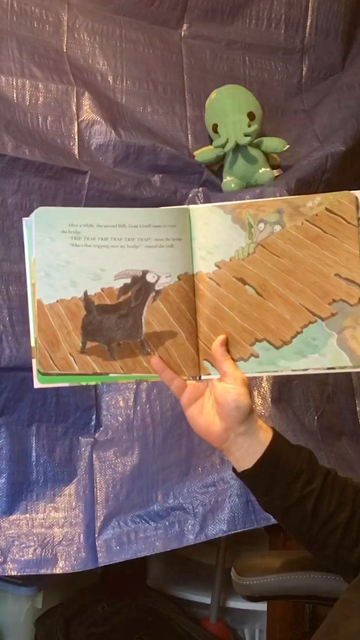 After a while, the second Billy Goat Gruff came to cross
the bridge.
"TRIP TRAP, TRIP TRAP, TRIP TRAP!" went the bridge.
"Who's that trapping over my bridge?" roared the troll.